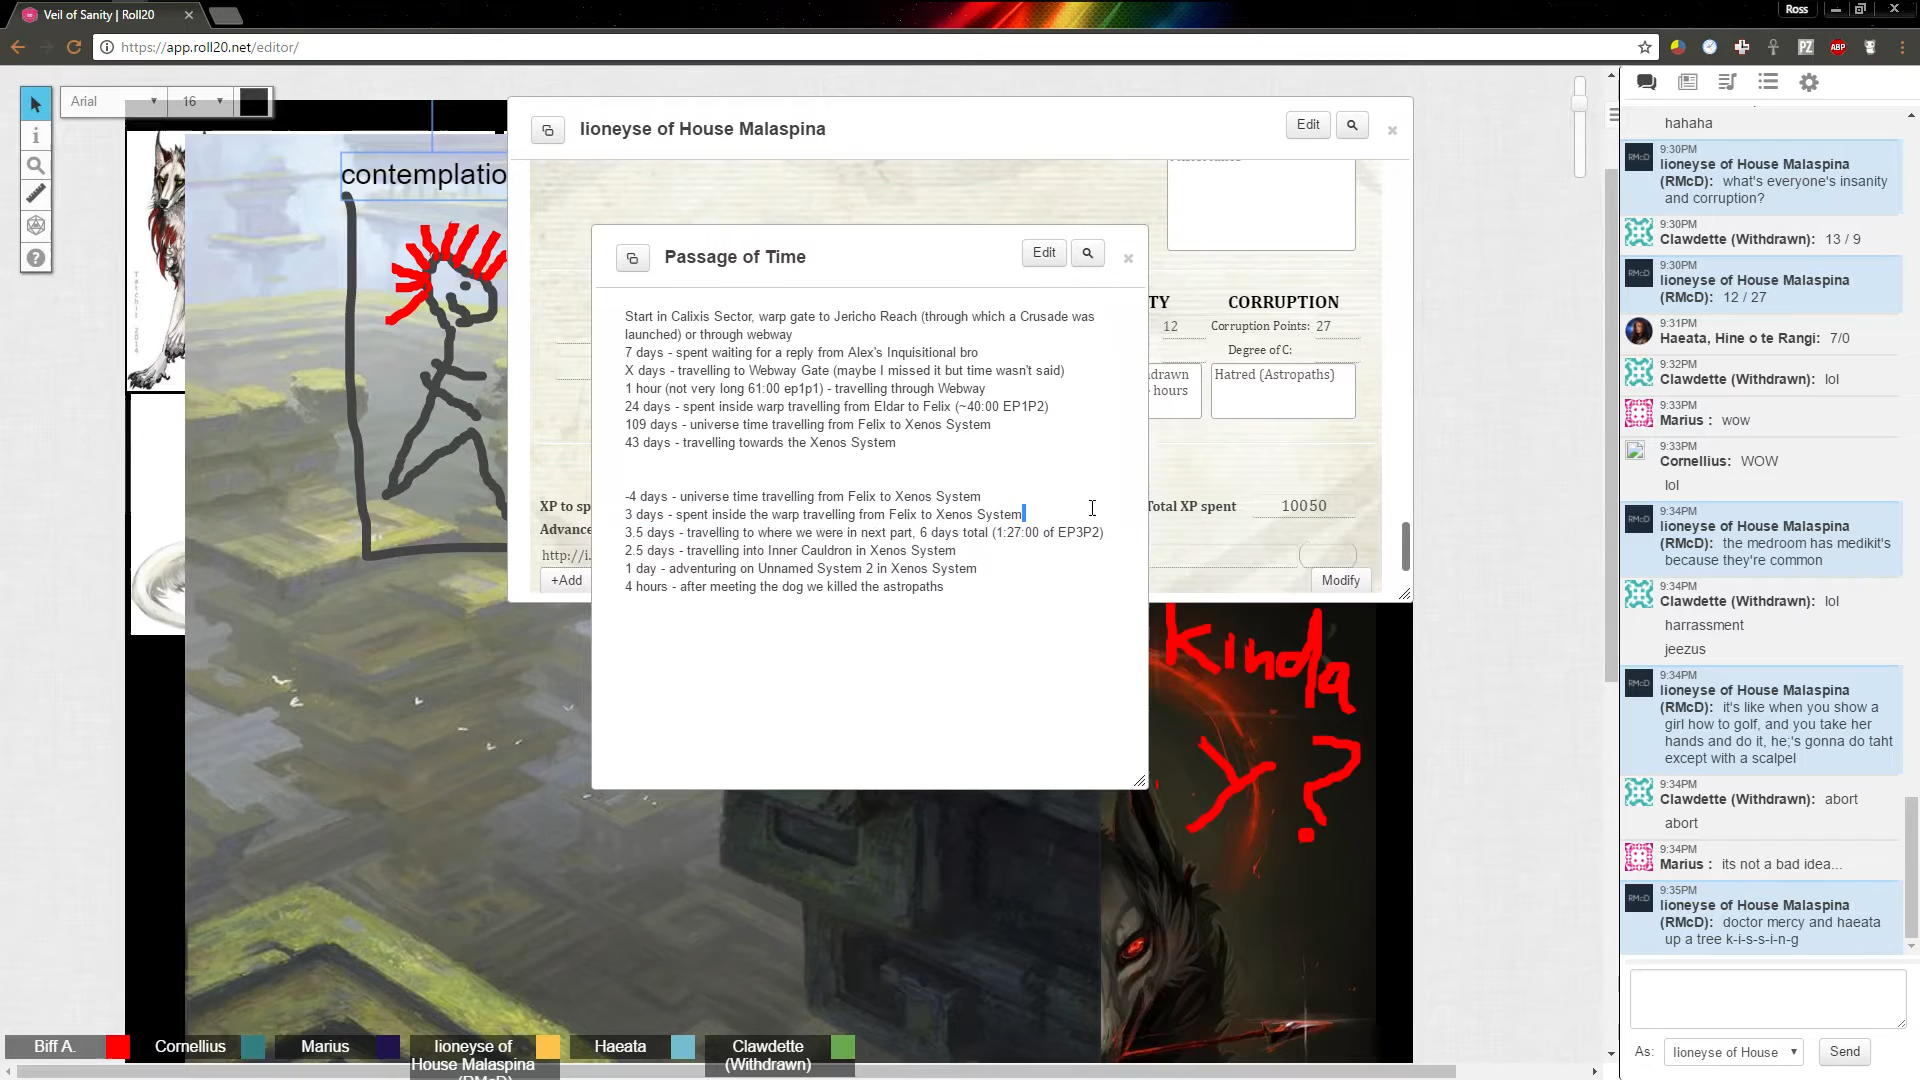 Veil of Sanity | Roll20
Ross
https://app.roll20.net/editor/
PZ
ABP
Arial
16
contemplatio
Iioneyse of House Malaspina
Edit
TY
CORRUPTION
12
Corruption Points: 27
Degree of C:
drawn
hours
Hatred (Astropaths)
XP to sp
Total XP spent
10050
Advance
http://i.
+Add
Modify
Passage of Time
Edit
Start in Calixis Sector, warp gate to Jericho Reach (through which a Crusade was
launched) or through webway
7 days - spent waiting for a reply from Alex's Inquisitional bro
X days - travelling to Webway Gate (maybe I missed it but time wasn't said)
1 hour (not very long 61:00 ep1p1) - travelling through Webway
24 days - spent inside warp travelling from Eldar to Felix (~40:00 EP1P2)
109 days - universe time travelling from Felix to Xenos System
43 days - travelling towards the Xenos System
-4 days - universe time travelling from Felix to Xenos System
3 days - spent inside the warp travelling from Felix to Xenos System
3.5 days - travelling to where we were in next part, 6 days total (1:27:00 of EP3P2)
2.5 days - travelling into Inner Cauldron in Xenos System
1 day - adventuring on Unnamed System 2 in Xenos System
4 hours - after meeting the dog we killed the astropaths
kinda
y?
hahaha
9:30PM
Iioneyse of House Malaspina
(RMcD): what's everyone's insanity
and corruption?
9:30PM
Clawdette (Withdrawn): 13 / 9
9:30PM
Iioneyse of House Malaspina
(RMcD): 12 / 27
9:31PM
Haeata, Hine o te Rangi: 7/0
9:32PM
Clawdette (Withdrawn): lol
9:33PM
Marius : wow
9:33PM
Cornellius: WOW
lol
9:34PM
Iioneyse of House Malaspina
(RMcD): the medroom has medikit's
because they're common
9:34PM
Clawdette (Withdrawn): lol
harrassment
jeezus
9:34PM
Iioneyse of House Malaspina
(RMcD): it's like when you show a
girl how to golf, and you take her
hands and do it, he;'s gonna do taht
except with a scalpel
9:34PM
Clawdette (Withdrawn): abort
abort
9:34PM
Marius : its not a bad idea...
9:35PM
Iioneyse of House Malaspina
(RMcD): doctor mercy and haeata
up a tree k-i-s-s-i-n-g
As:
Iioneyse of House
Send
Biff A.
Cornellius
Marius
Iioneyse of
House Malaspina
(RMcD)
Haeata
Clawdette
(Withdrawn)